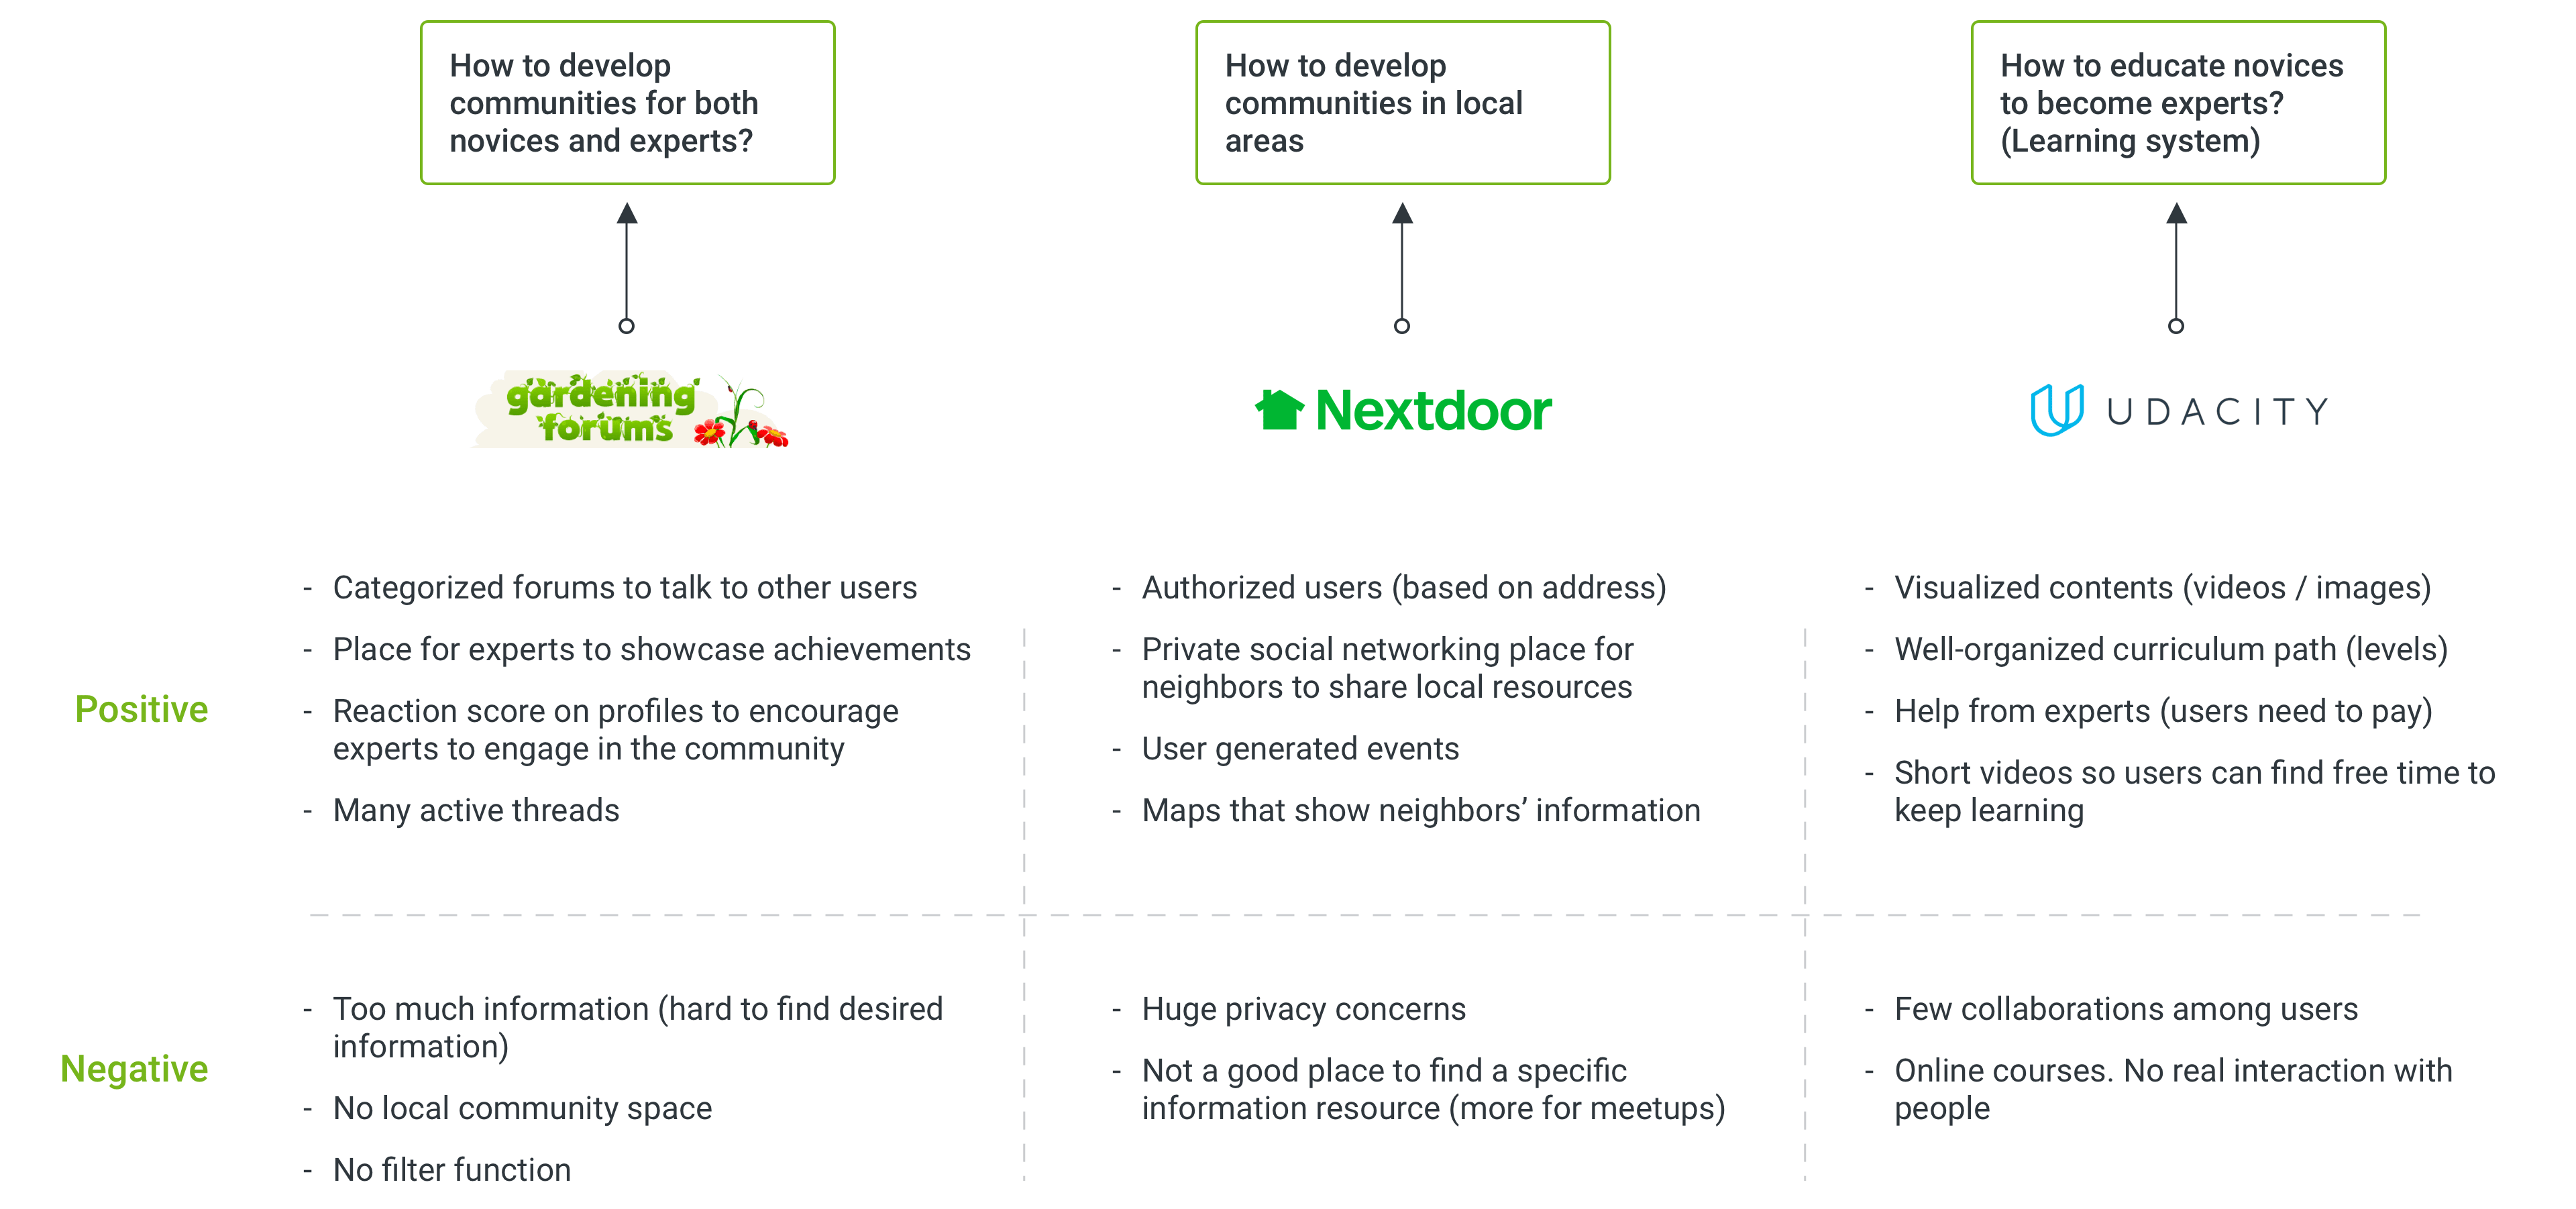 How to develop
communities for both
novices and experts?
How to develop
communities in local
areas
How to educate novices
to become experts?
(Learning system)
gardening
forums
Nextdoor
UDACITY
Positive
- Categorized forums to talk to other users
- Place for experts to showcase achievements
- Reaction score on profiles to encourage
experts to engage in the community
- Many active threads
- Authorized users (based on address)
- Private social networking place for
neighbors to share local resources
- User generated events
- Maps that show neighbors’ information
- Visualized contents (videos / images)
- Well-organized curriculum path (levels)
- Help from experts (users need to pay)
- Short videos so users can find free time to
keep learning
Negative
- Too much information (hard to find desired
information)
- No local community space
- No filter function
- Huge privacy concerns
- Not a good place to find a specific
information resource (more for meetups)
- Few collaborations among users
- Online courses. No real interaction with
people